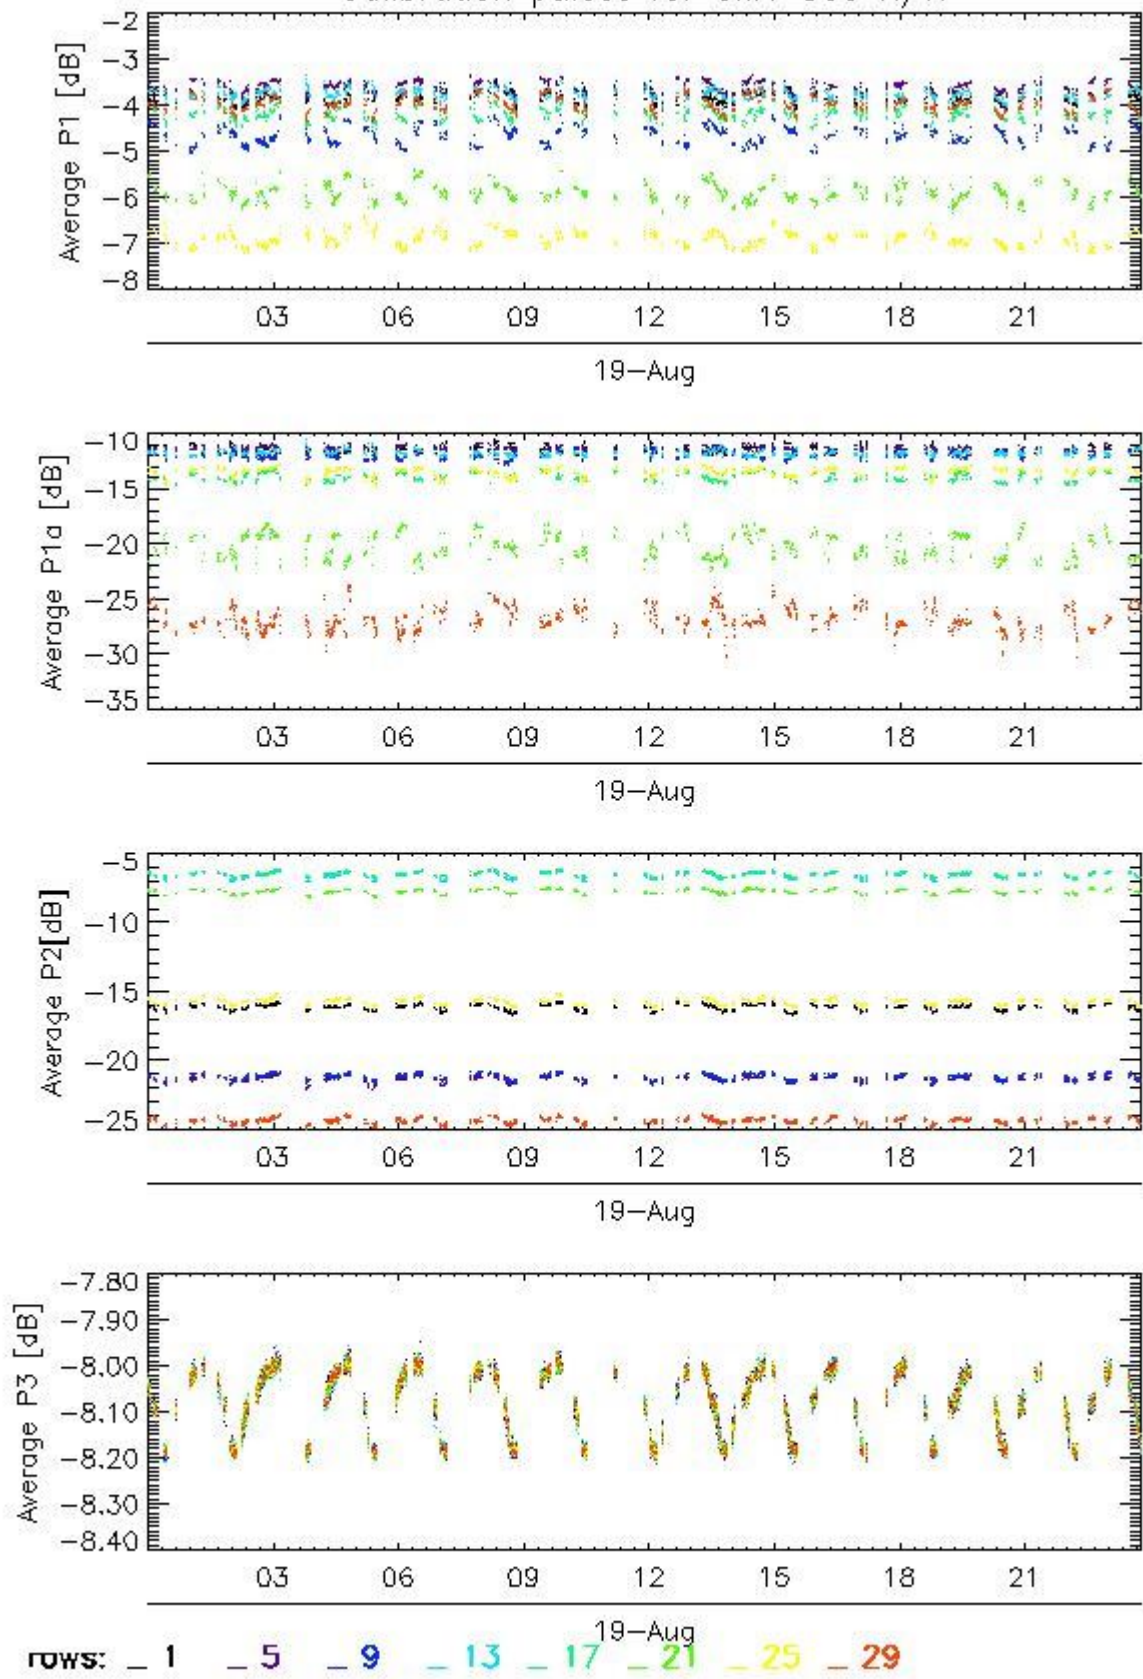 -2
-3
-4
-5
-6
-7
-8
Average P1 [dB]
03 06 09 12 15 18 21
19-Aug
-10
-15
-20
-25
-30
-35
Average P1a [dB]
03 06 09 12 15 18 21
19-Aug
-5
-10
-15
-20
-25
Average P2[dB]
03 06 09 12 15 18 21
19-Aug
-7.80
-7.90
-8.00
-8.10
-8.20
-8.30
-8.40
Average P3 [dB]
03 06 09 12 15 18 21
19-Aug
rows: _ 1 _ 5 _ 9 _ 13 _ 17 _ 21 _ 25 _ 29